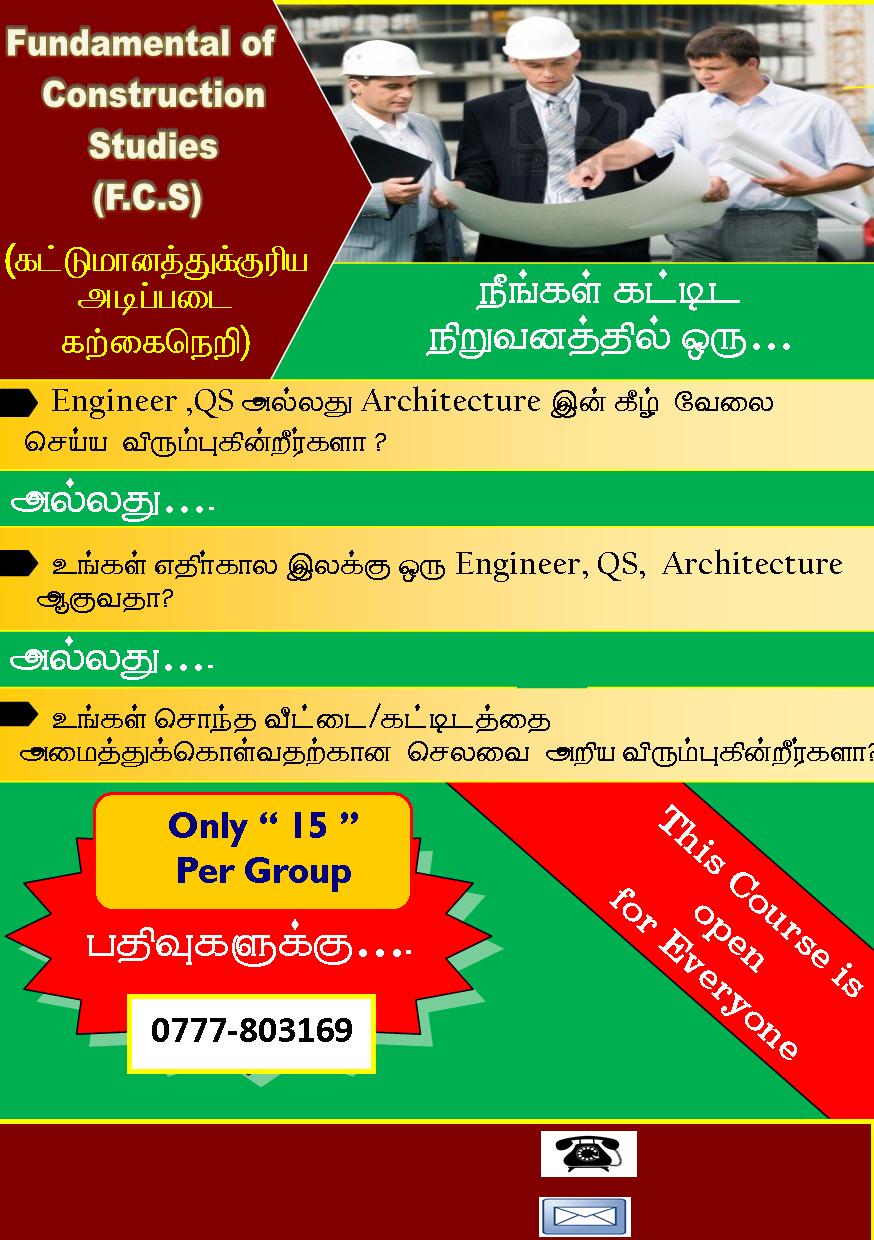 Fundamental of
Construction
Studies
(F.C.S)
(கட்டுமானத்துக்குரிய
அடிப்படை
கற்கைநெறி)
நீங்கள் கட்டிட
நிறுவனத்தில் ஒரு...
Engineer ,QS அல்லது Architecture இன் கீழ் வேலை
செய்ய விரும்புகின்றீர்களா ?
அல்லது....
உங்கள் எதிர்கால இலக்கு ஒரு Engineer, QS, Architecture
ஆகுவதா?
அல்லது....
உங்கள் சொந்த வீட்டை/கட்டிடத்தை
அமைத்துக்கொள்வதற்கான செலவை அறிய விரும்புகின்றீர்களா?
Only “ 15 ”
Per Group
பதிவுகளுக்கு....
0777-803169
This Course is
open
for Everyone